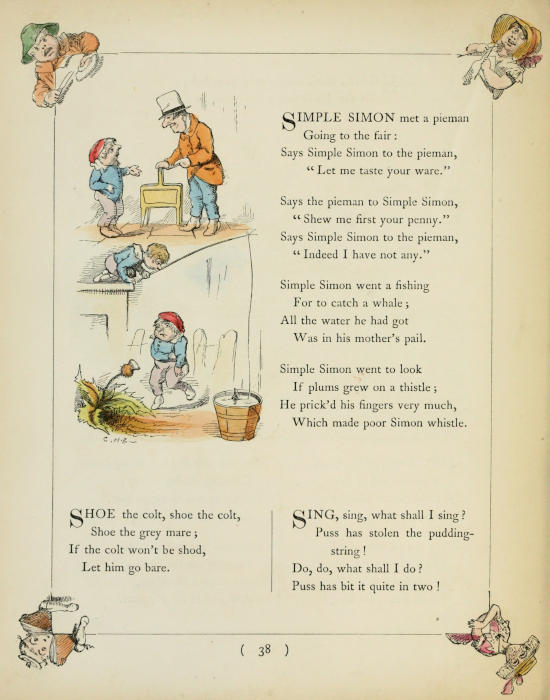 SIMPLE SIMON met a pieman
Going to the fair :
Says Simple Simon to the pieman,
“ Let me taste your ware.”
Says the pieman to Simple Simon,
“ Shew me first your penny.”
Says Simple Simon to the pieman,
“ Indeed I have not any.”
Simple Simon went a fishing
For to catch a whale ;
All the water he had got
Was in his mother's pail.
Simple Simon went to look
If plums grew on a thistle ;
He prick'd his fingers very much,
Which made poor Simon whistle.
C. H. B.
SHOE the colt, shoe the colt,
Shoe the grey mare ;
If the colt won't be shod,
Let him go bare.
SING, sing, what shall I sing ?
Puss has stolen the pudding-
string !
Do, do, what shall I do ?
Puss has bit it quite in two !
( 38 )